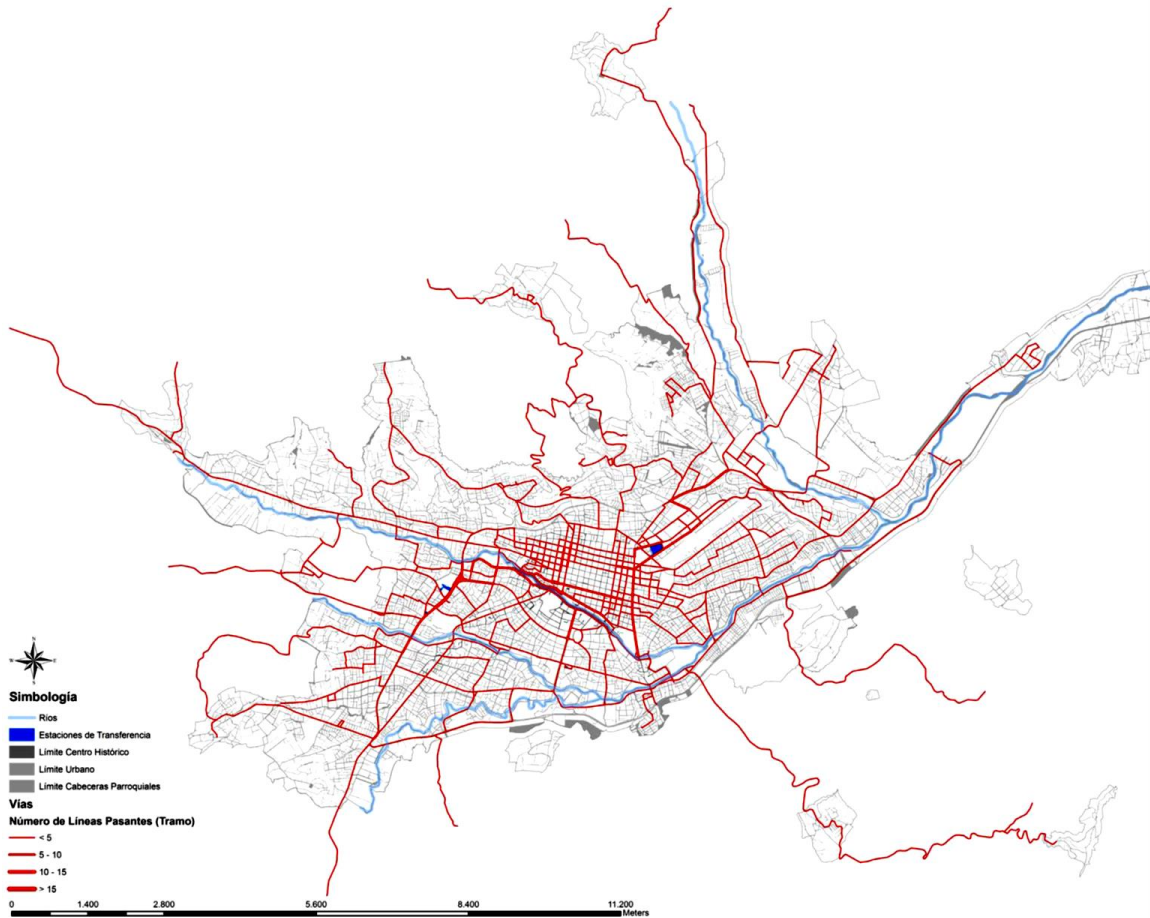 N
W E
S
Simbología
Ríos
Estaciones de Transferencia
Límite Centro Histórico
Límite Urbano
Límite Cabeceras Parroquiales
Vías
Número de Líneas Pasantes (Tramo)
< 5
5 - 10
10 - 15
> 15
0 1.400 2.800 5.600 8.400 11.200
Meters